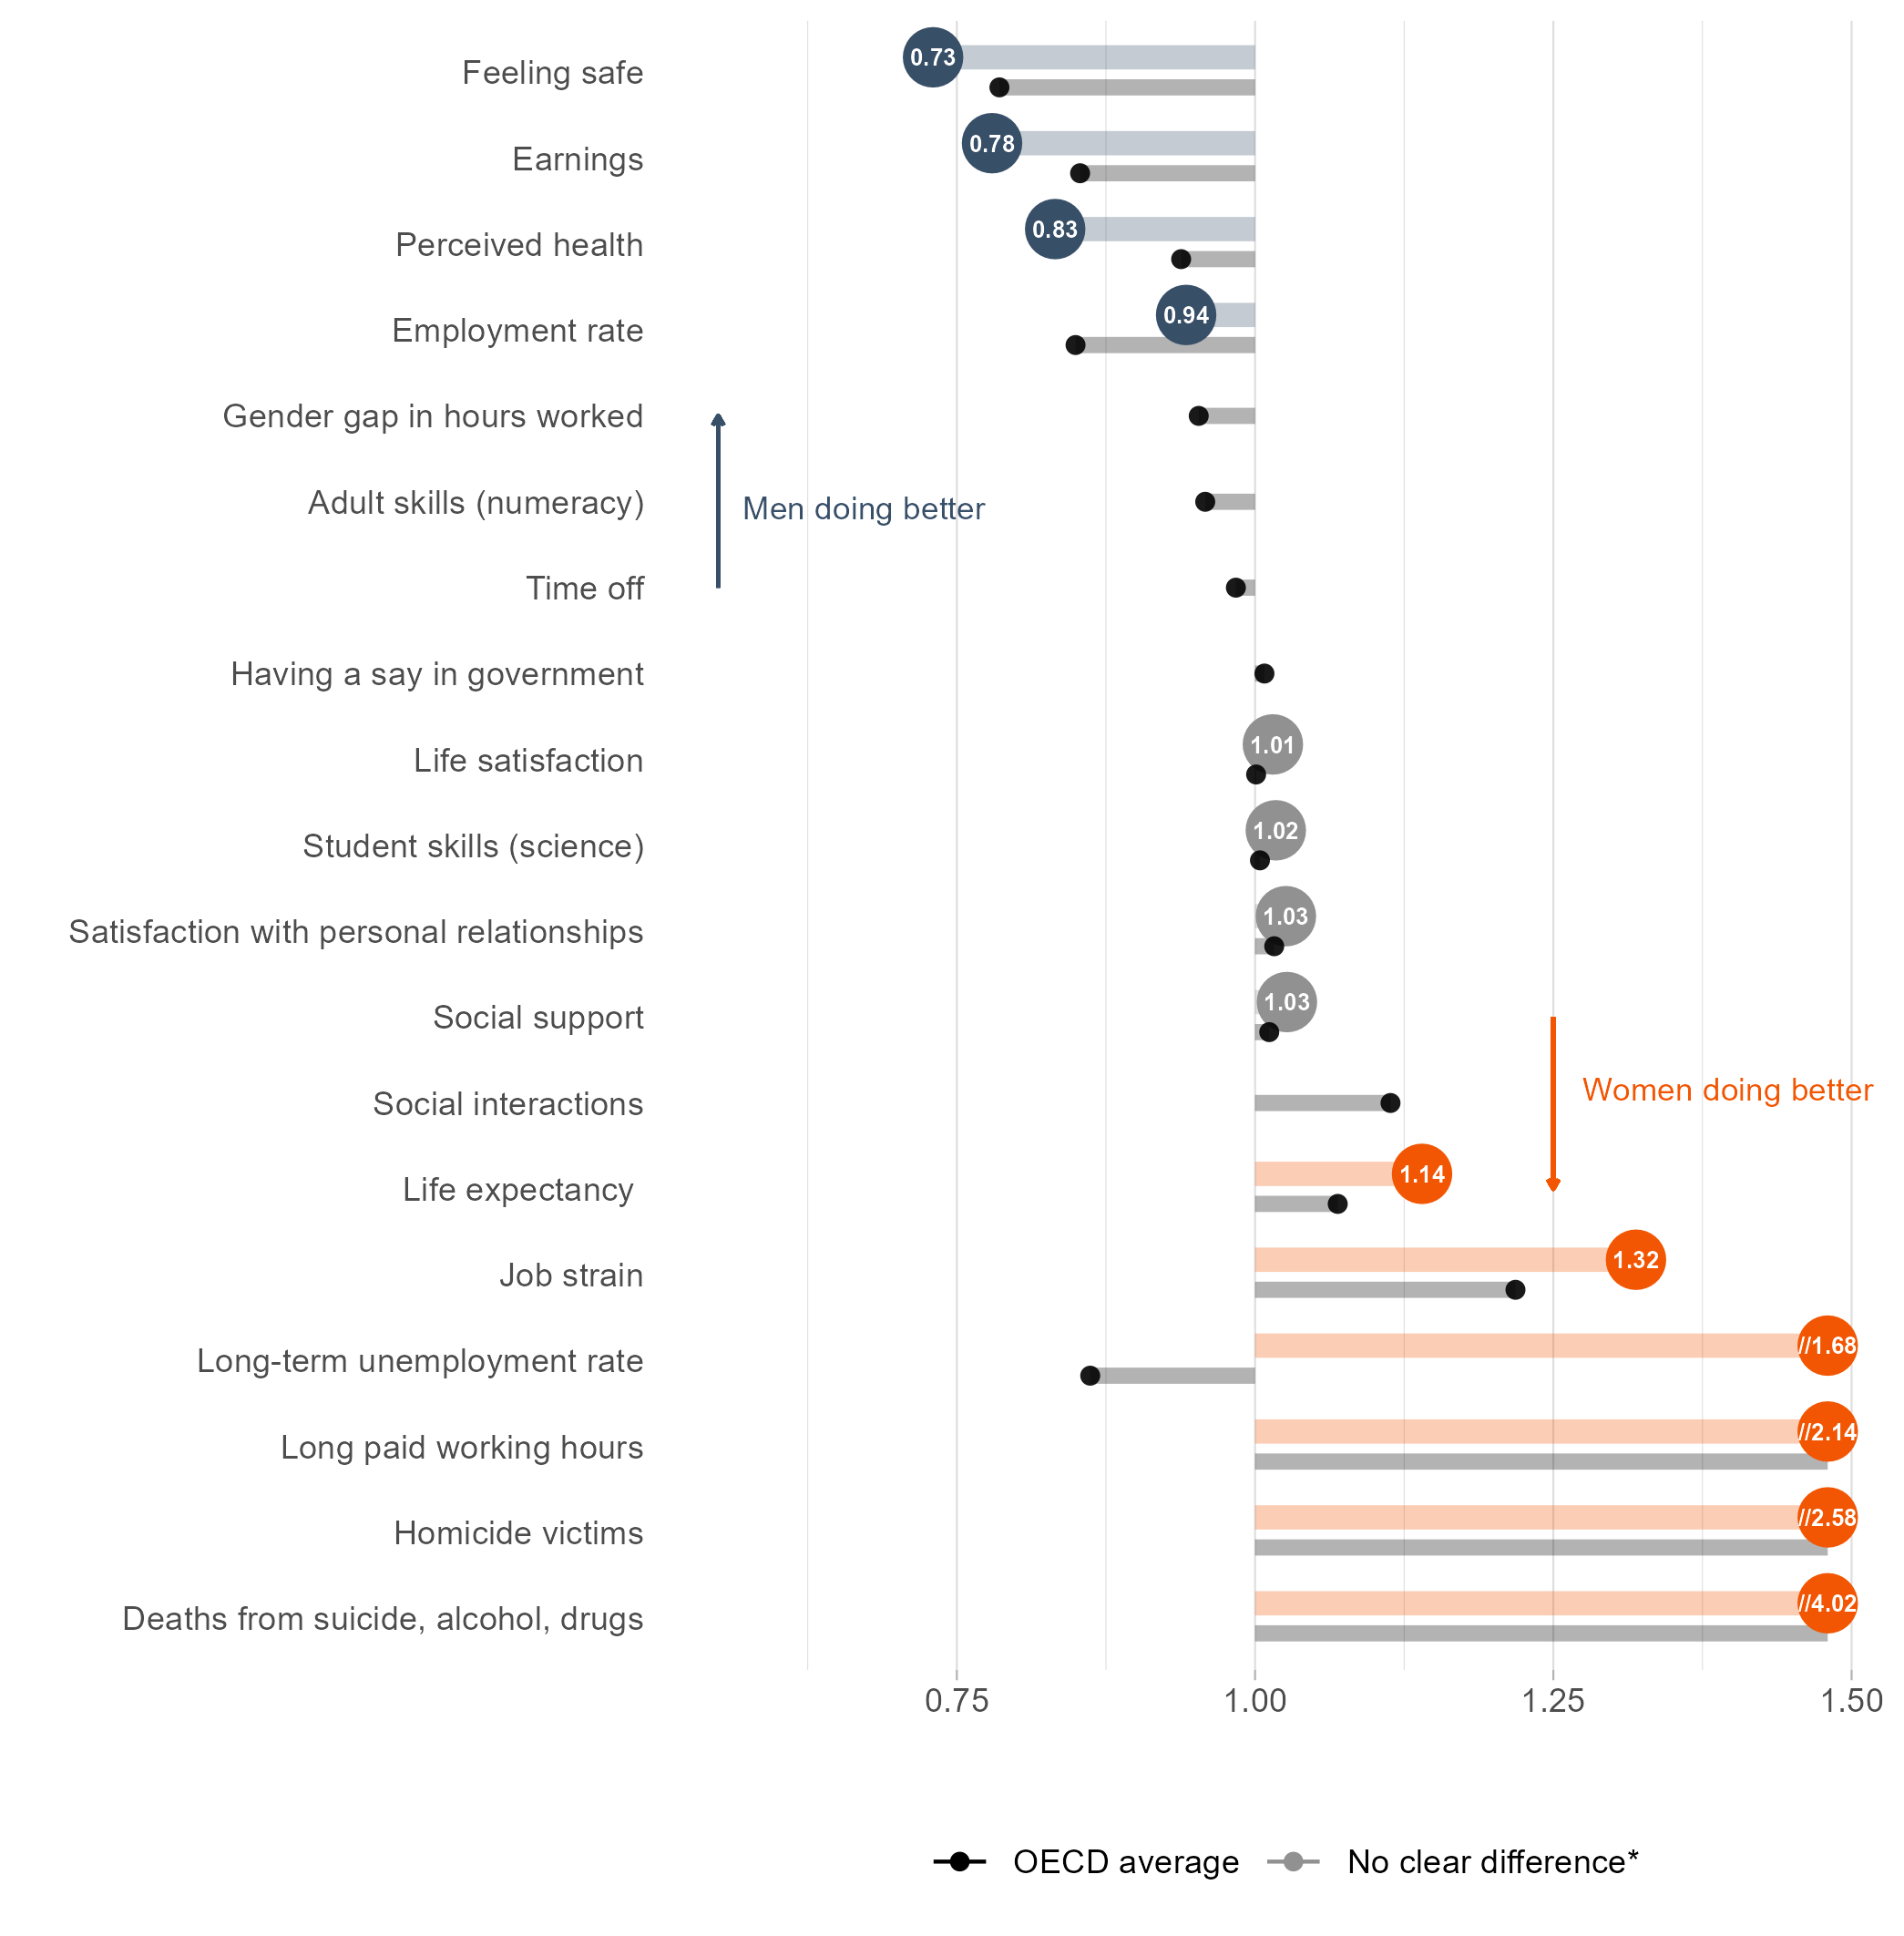 Feeling safe 0.73
Earnings 0.78
Perceived health 0.83
Employment rate 0.94
Gender gap in hours worked
Adult skills (numeracy) Men doing better
Time off
Having a say in government
Life satisfaction 1.01
Student skills (science) 1.02
Satisfaction with personal relationships 1.03
Social support 1.03
Social interactions Women doing better
Life expectancy 1.14
Job strain 1.32
Long-term unemployment rate //1.68
Long paid working hours //2.14
Homicide victims //2.58
Deaths from suicide, alcohol, drugs //4.02
0.75 1.00 1.25 1.50
OECD average No clear difference*